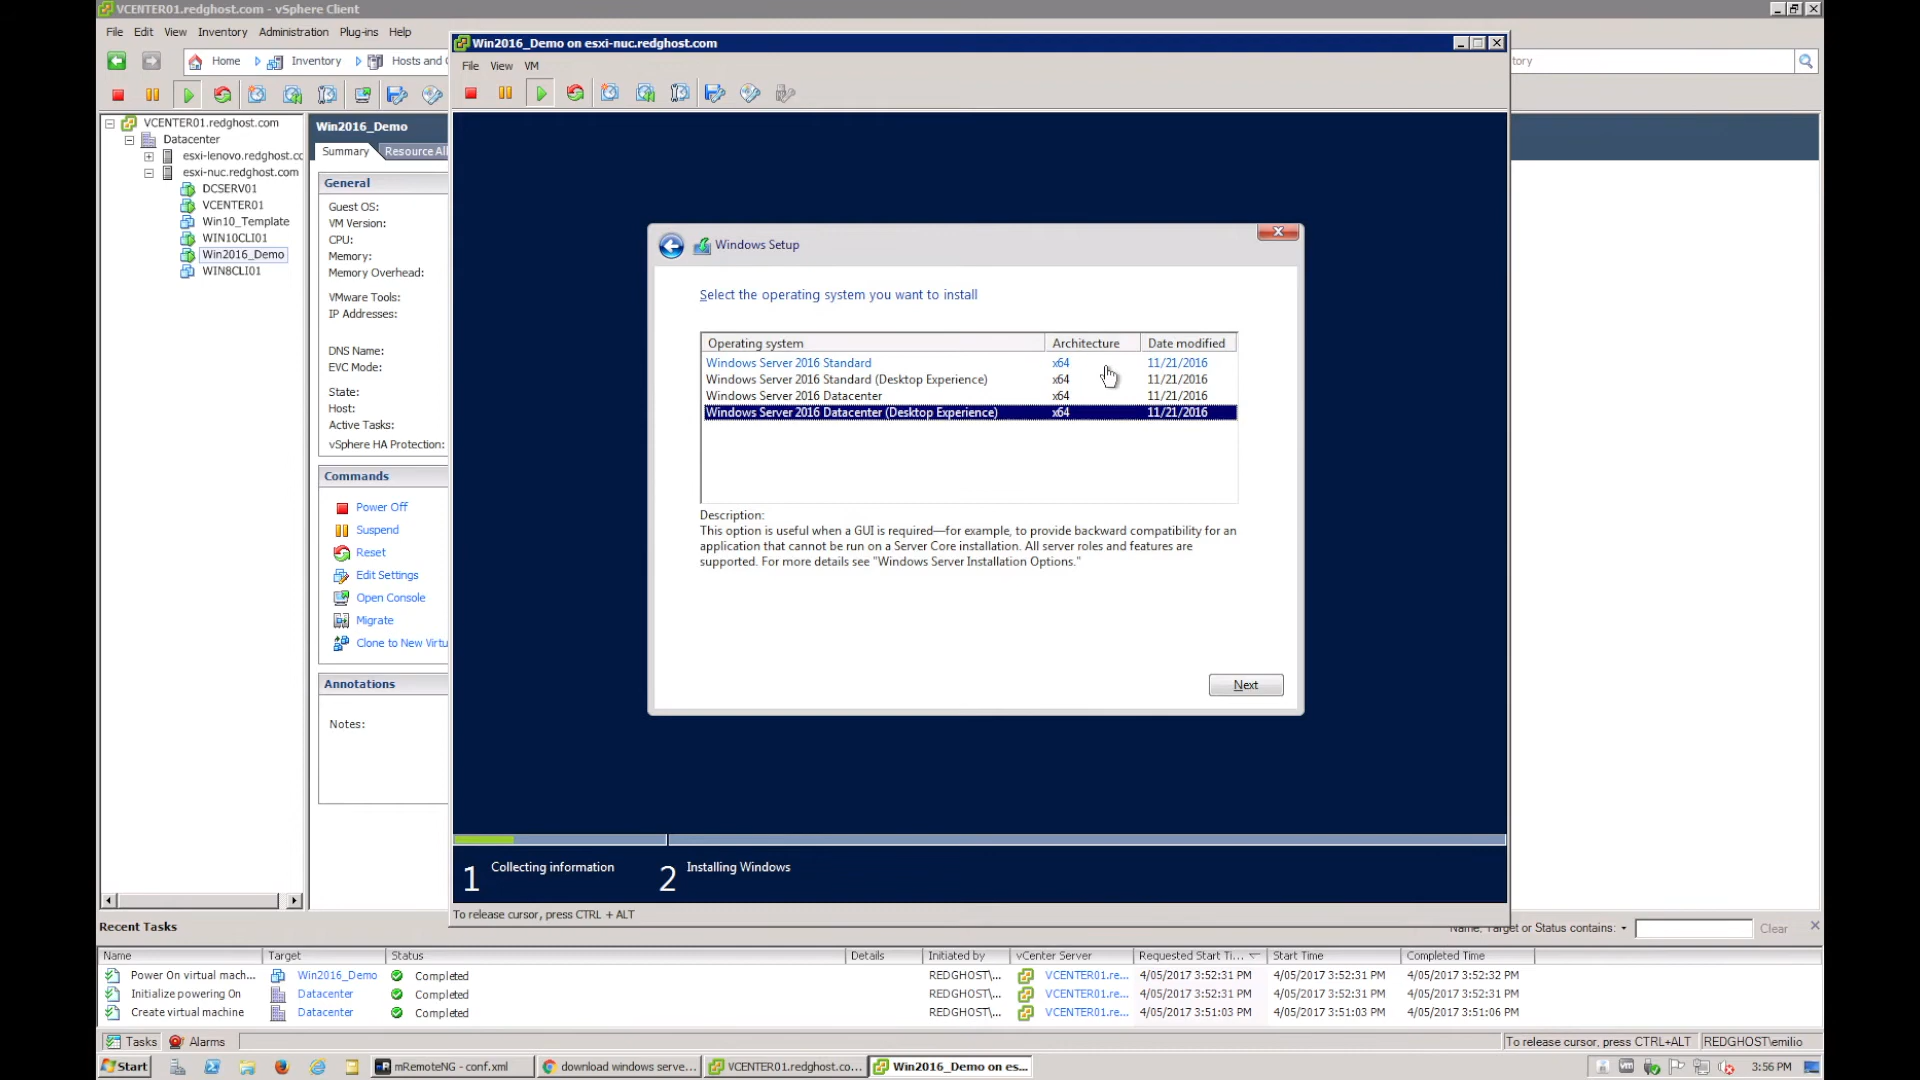 VCENTER01.redghost.com - vSphere Client
File Edit View Inventory Administration Plug-ins Help
Home Inventory Hosts and C
tory
VCENTER01.redghost.com
Datacenter
esxi-lenovo.redghost.cc
esxi-nuc.redghost.com
DCSERV01
VCENTER01
Win10_Template
WIN10CLI01
Win2016_Demo
WIN8CLI01
Win2016_Demo
Summary Resource All
General
Guest OS:
VM Version:
CPU:
Memory:
Memory Overhead:
VMware Tools:
IP Addresses:
DNS Name:
EVC Mode:
State:
Host:
Active Tasks:
vSphere HA Protection:
Commands
Power Off
Suspend
Reset
Edit Settings
Open Console
Migrate
Clone to New Virtu
Annotations
Notes:
Win2016_Demo on esxi-nuc.redghost.com
File View VM
Windows Setup
Select the operating system you want to install
Operating system Architecture Date modified
Windows Server 2016 Standard x64 11/21/2016
Windows Server 2016 Standard (Desktop Experience) x64 11/21/2016
Windows Server 2016 Datacenter x64 11/21/2016
Windows Server 2016 Datacenter (Desktop Experience) x64 11/21/2016
Description:
This option is useful when a GUI is required—for example, to provide backward compatibility for an
application that cannot be run on a Server Core installation. All server roles and features are
supported. For more details see "Windows Server Installation Options."
Next
1 Collecting information 2 Installing Windows
To release cursor, press CTRL + ALT
Recent Tasks
Name, Target or Status contains: Clear
Name Target Status Details Initiated by vCenter Server Requested Start Ti... Start Time Completed Time
Power On virtual mach... Win2016_Demo Completed REDGHOST\... VCENTER01.re... 4/05/2017 3:52:31 PM 4/05/2017 3:52:31 PM 4/05/2017 3:52:32 PM
Initialize powering On Datacenter Completed REDGHOST\... VCENTER01.re... 4/05/2017 3:52:31 PM 4/05/2017 3:52:31 PM 4/05/2017 3:52:31 PM
Create virtual machine Datacenter Completed REDGHOST\... VCENTER01.re... 4/05/2017 3:51:03 PM 4/05/2017 3:51:03 PM 4/05/2017 3:51:06 PM
Tasks Alarms To release cursor, press CTRL+ALT REDGHOST\emilio
Start mRemoteNG - conf.xml download windows serve... VCENTER01.redghost.co... Win2016_Demo on es... 3:56 PM